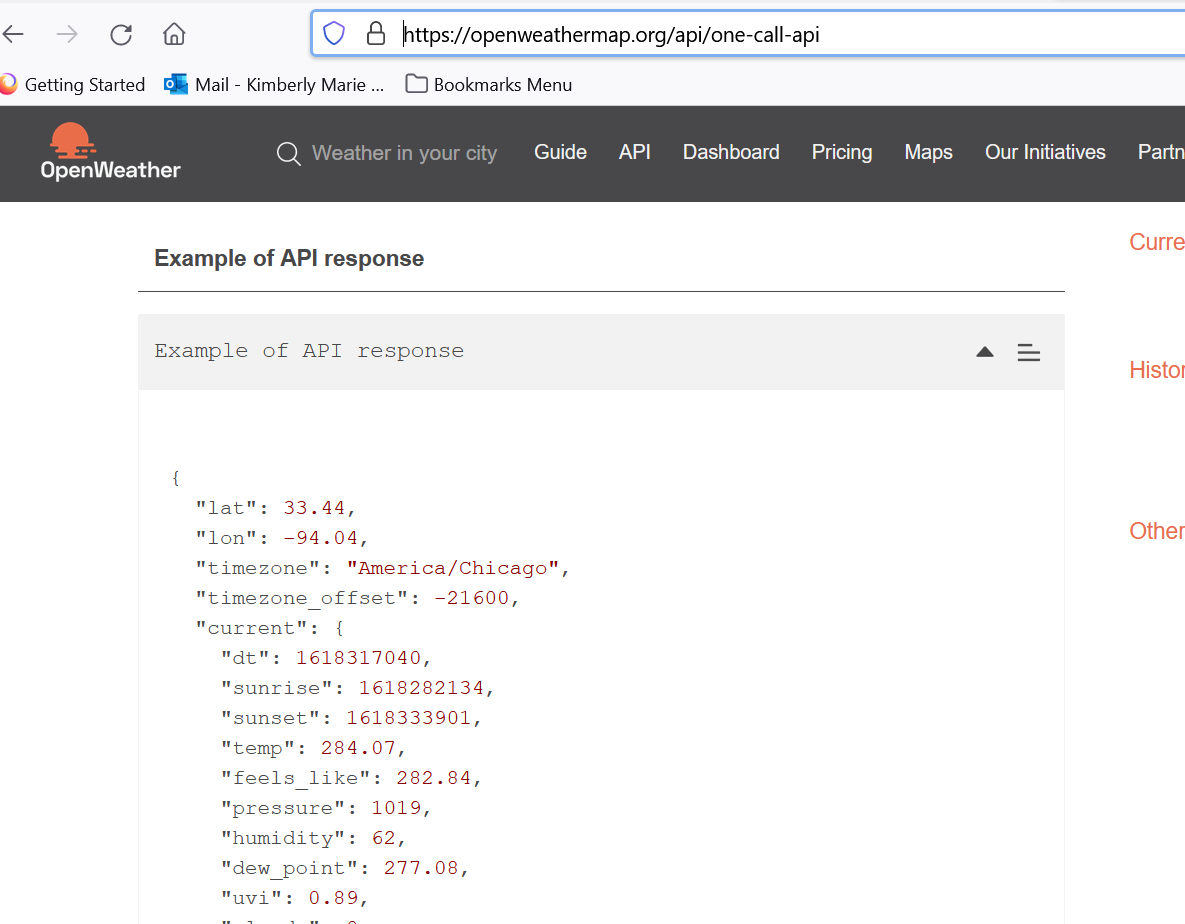 https://openweathermap.org/api/one-call-api
Getting Started Mail - Kimberly Marie ... Bookmarks Menu
OpenWeather Weather in your city Guide API Dashboard Pricing Maps Our Initiatives Partn
Example of API response
Curre
Example of API response
Histor
{
"lat": 33.44,
"lon": -94.04,
Other
"timezone": "America/Chicago",
"timezone_offset": -21600,
"current": {
"dt": 1618317040,
"sunrise": 1618282134,
"sunset": 1618333901,
"temp": 284.07,
"feels_like": 282.84,
"pressure": 1019,
"humidity": 62,
"dew_point": 277.08,
"uvi": 0.89,